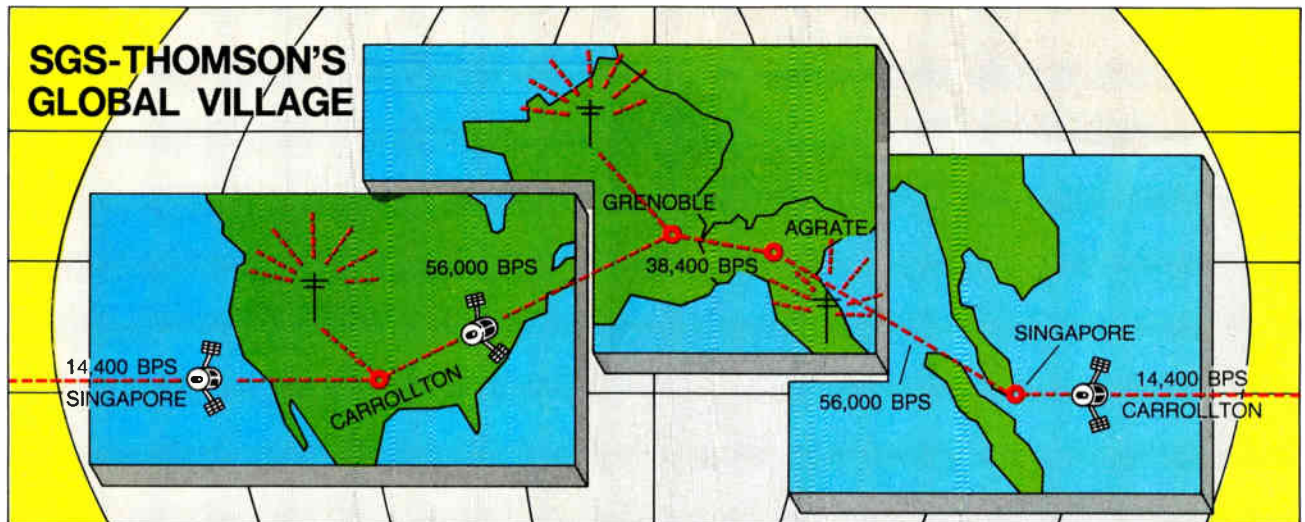 SGS-THOMSON'S
GLOBAL VILLAGE
GRENOBLE
AGRATE
56,000 BPS
38,400 BPS
14,400 BPS
SINGAPORE
CARROLLTON
SINGAPORE
56,000 BPS
14,400 BPS
CARROLLTON